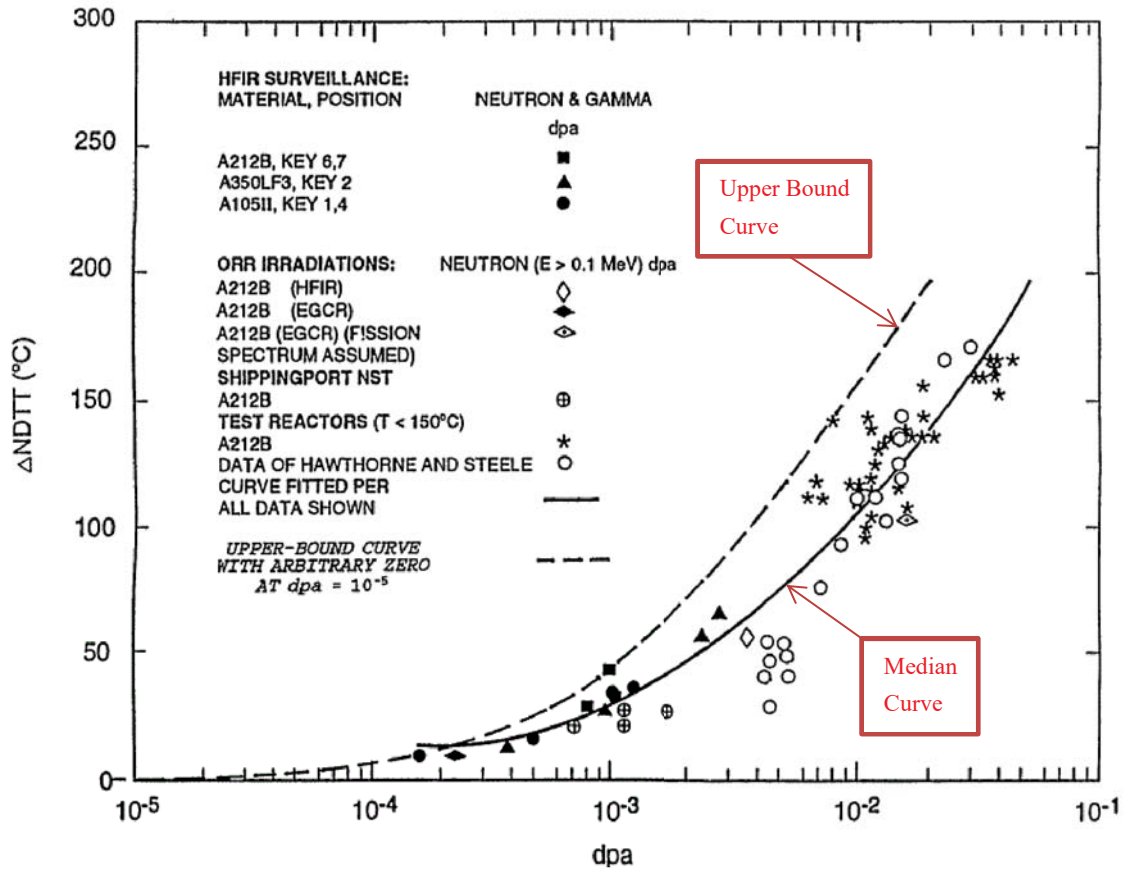 300
250
200
150
100
50
0
ΔNDTT (ºC)
HFIR SURVEILLANCE:
MATERIAL, POSITION NEUTRON & GAMMA
dpa
A212B, KEY 6,7
A350LF3, KEY 2
A105II, KEY 1,4
ORR IRRADIATIONS: NEUTRON (E > 0.1 MeV) dpa
A212B (HFIR)
A212B (EGCR)
A212B (EGCR) (FISSION
SPECTRUM ASSUMED)
SHIPPINGPORT NST
A212B
TEST REACTORS (T < 150ºC)
A212B
DATA OF HAWTHORNE AND STEELE
CURVE FITTED PER
ALL DATA SHOWN
UPPER-BOUND CURVE
WITH ARBITRARY ZERO
AT dpa = 10⁻⁵
Upper Bound
Curve
Median
Curve
10⁻⁵ 10⁻⁴ 10⁻³ 10⁻² 10⁻¹
dpa